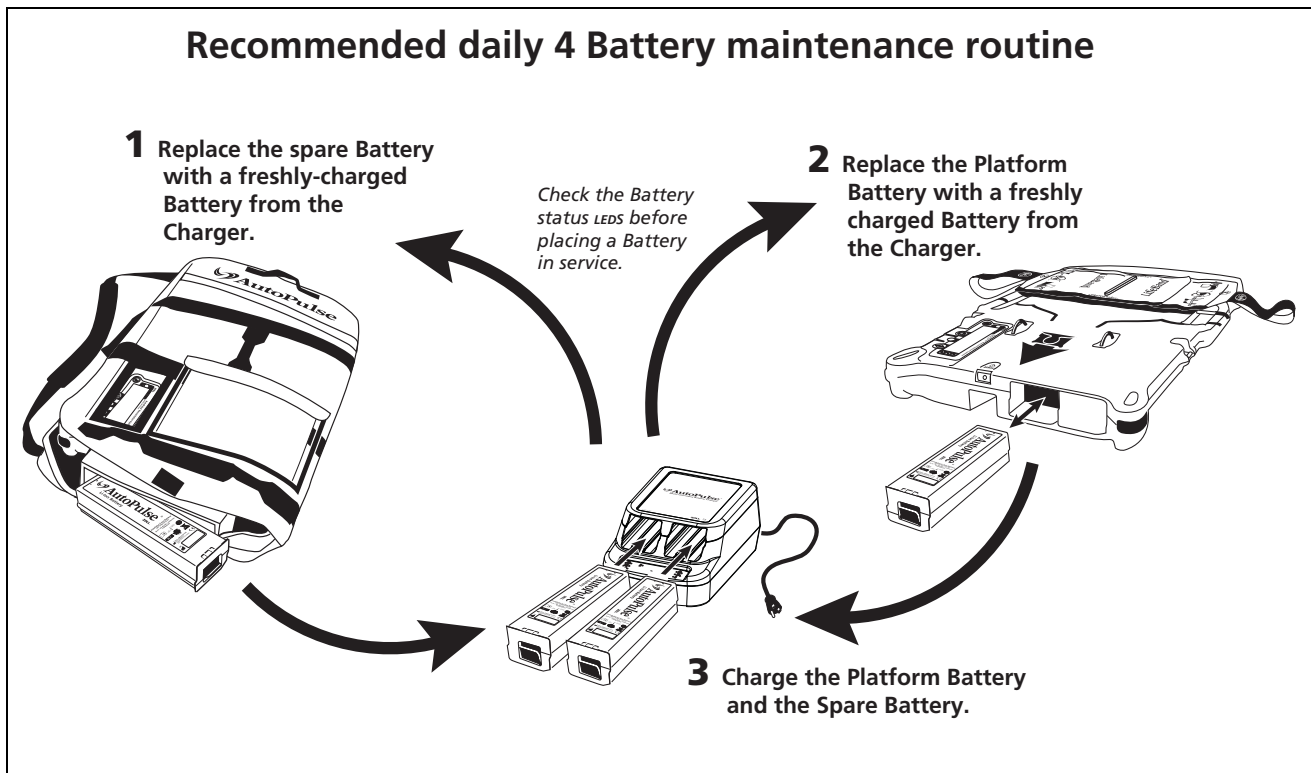 Recommended daily 4 Battery maintenance routine
1 Replace the spare Battery
with a freshly-charged
Battery from the
Charger.
Check the Battery
status LEDS before
placing a Battery
in service.
2 Replace the Platform
Battery with a freshly
charged Battery from
the Charger.
AutoPulse
AutoPulse
AutoPulse
AutoPulse
AutoPulse
AutoPulse
3 Charge the Platform Battery
and the Spare Battery.